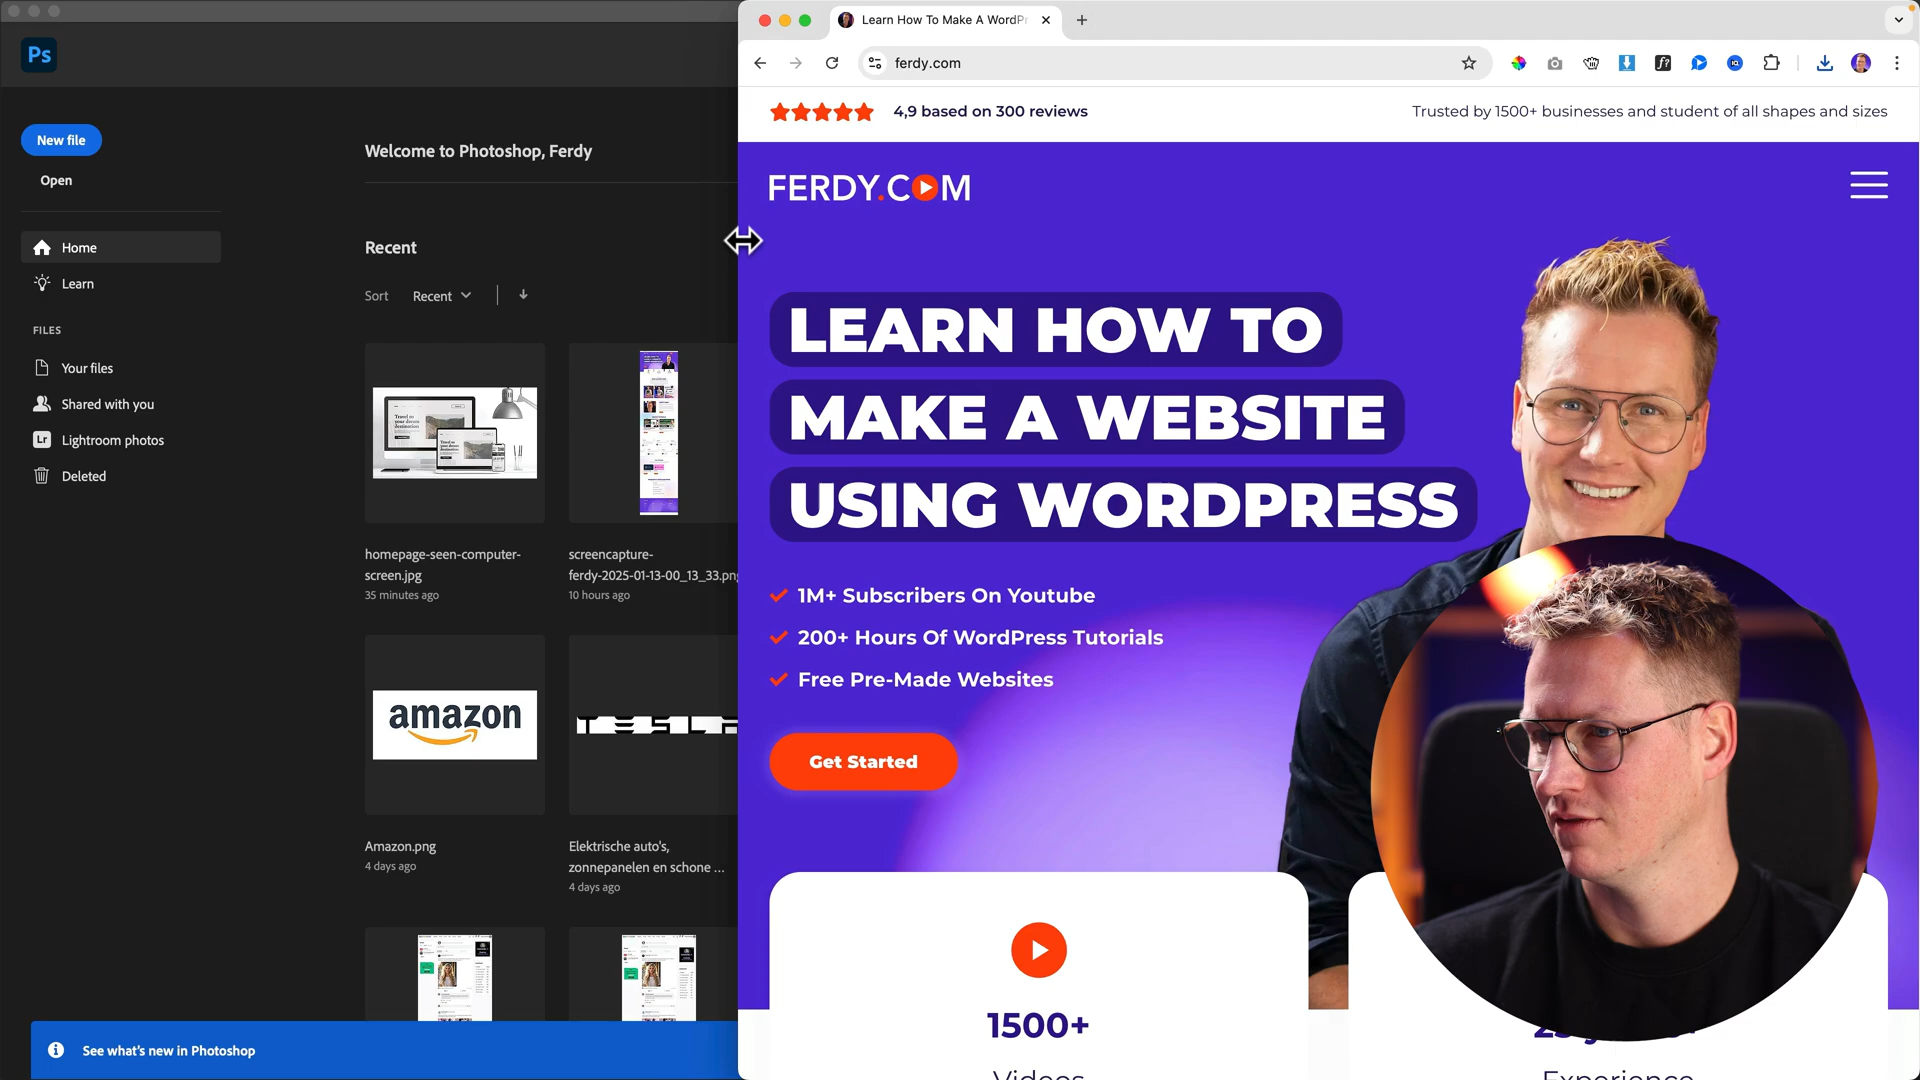 Ps
New file
Open
Home
Learn
FILES
Your files
Shared with you
Lr Lightroom photos
Deleted
Welcome to Photoshop, Ferdy
Recent
Sort Recent
homepage-seen-computer-
screen.jpg
35 minutes ago
screencapture-
ferdy-2025-01-13-00_13_33.png
10 hours ago
amazon
TESLA
Amazon.png
4 days ago
Elektrische auto's,
zonnepanelen en schone ...
4 days ago
See what's new in Photoshop
Learn How To Make A WordPr
ferdy.com
4,9 based on 300 reviews
Trusted by 1500+ businesses and student of all shapes and sizes
FERDY.COM
LEARN HOW TO
MAKE A WEBSITE
USING WORDPRESS
1M+ Subscribers On Youtube
200+ Hours Of WordPress Tutorials
Free Pre-Made Websites
Get Started
1500+
Videos
Experience